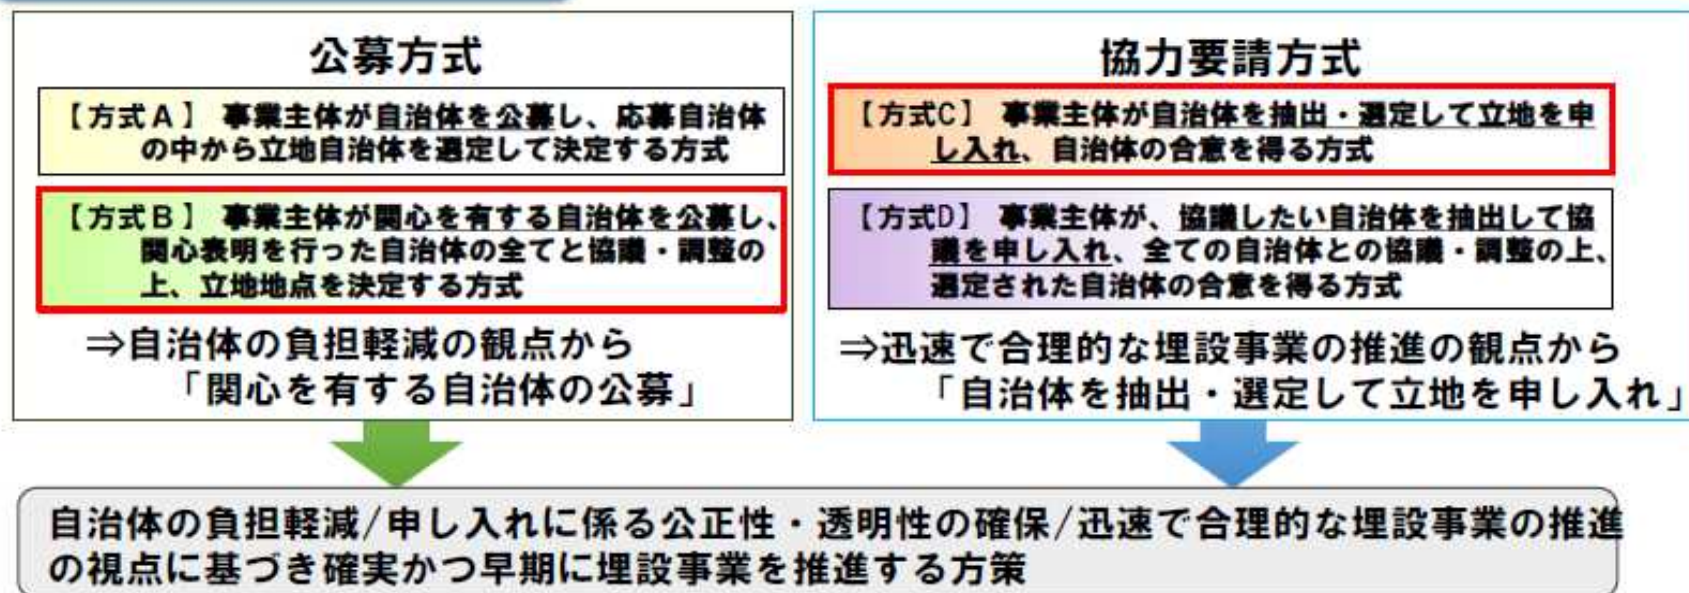 公募方式
【方式A】 事業主体が自治体を公募し、応募自治体
の中から立地自治体を選定して決定する方式
【方式B】 事業主体が関心を有する自治体を公募し、
関心表明を行った自治体の全てと協議・調整の
上、立地地点を決定する方式
⇒自治体の負担軽減の観点から
「関心を有する自治体の公募」
協力要請方式
【方式C】 事業主体が自治体を抽出・選定して立地を申
し入れ、自治体の合意を得る方式
【方式D】 事業主体が、協議したい自治体を抽出して協
議を申し入れ、全ての自治体との協議・調整の上、
選定された自治体の合意を得る方式
⇒迅速で合理的な埋設事業の推進の観点から
「自治体を抽出・選定して立地を申し入れ」
自治体の負担軽減/申し入れに係る公正性・透明性の確保/迅速で合理的な埋設事業の推進
の視点に基づき確実かつ早期に埋設事業を推進する方策